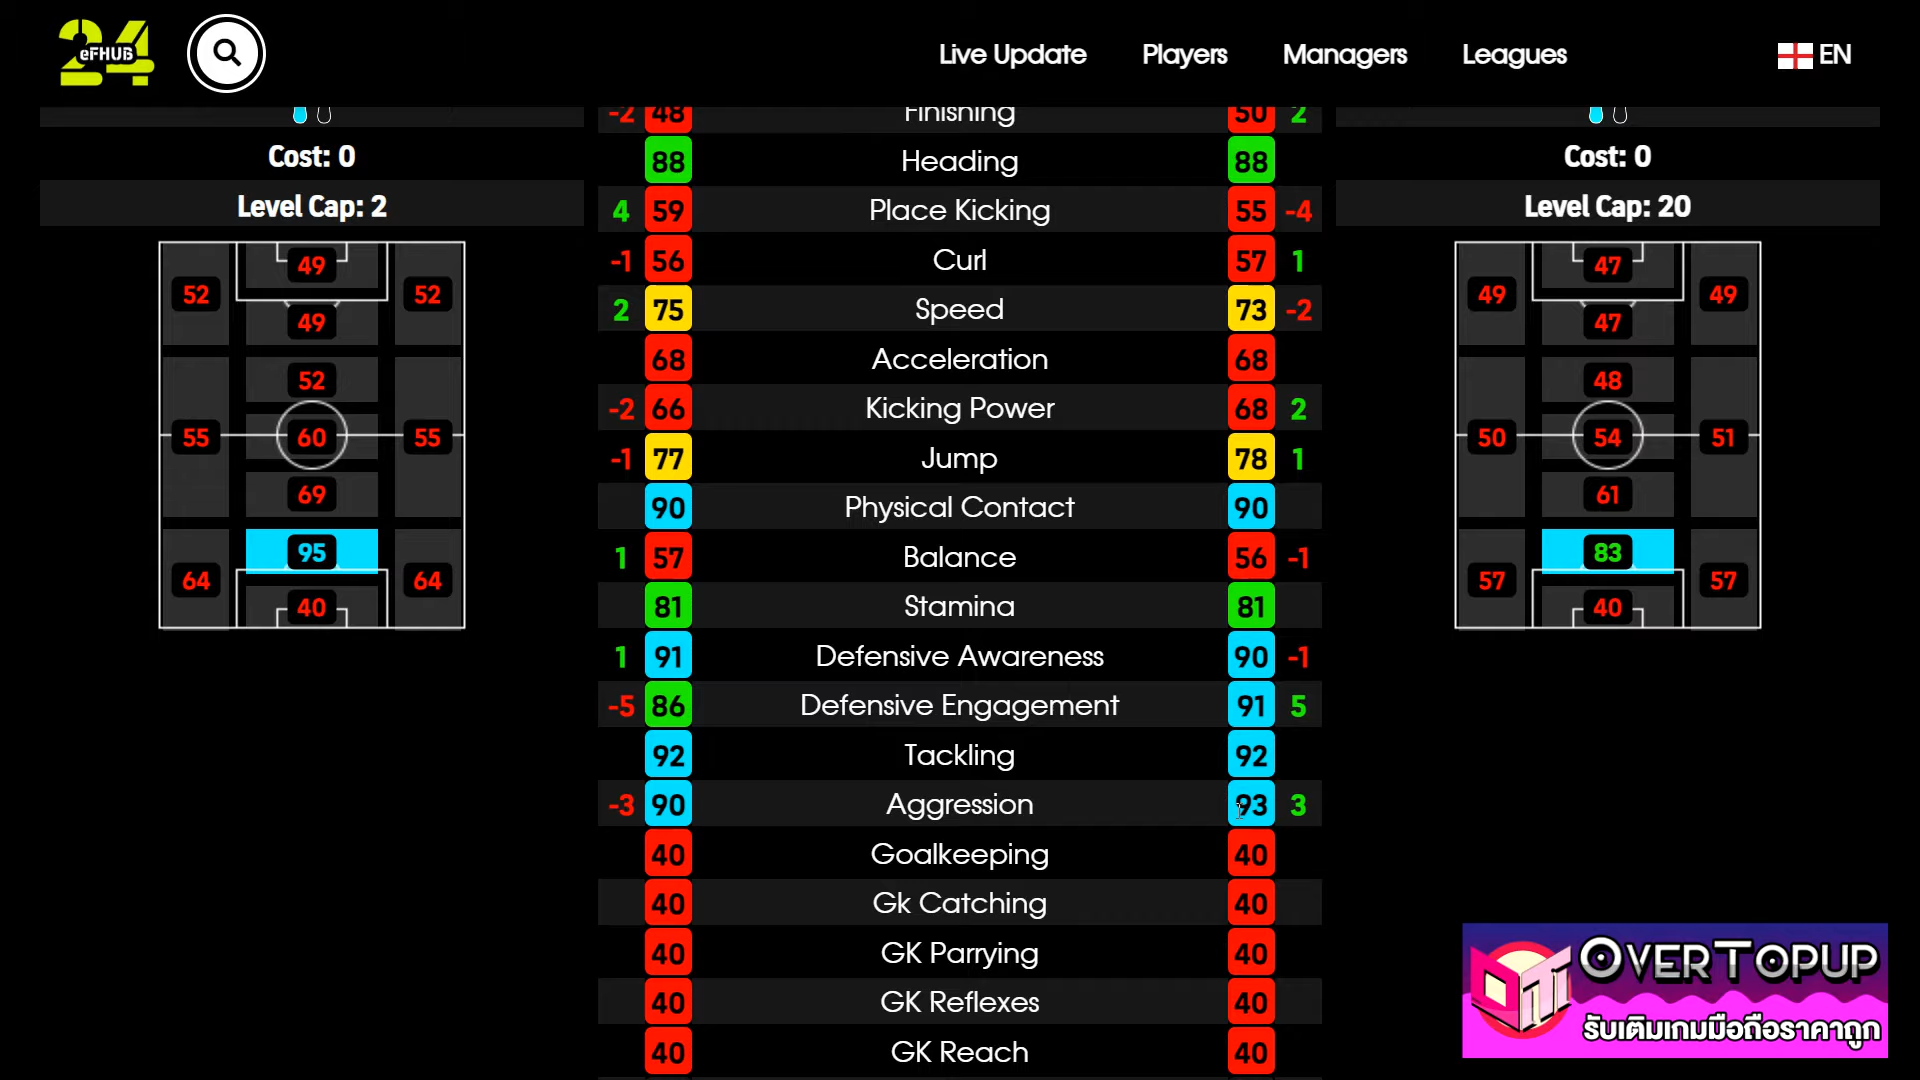 24
eFHUB
Live Update
Players
Managers
Leagues
EN
Cost: 0
Level Cap: 2
49
52
52
49
52
55
60
55
69
95
64
64
40
-2 48 Finishing 50 2
88 Heading 88
4 59 Place Kicking 55 -4
-1 56 Curl 57 1
2 75 Speed 73 -2
68 Acceleration 68
-2 66 Kicking Power 68 2
-1 77 Jump 78 1
90 Physical Contact 90
1 57 Balance 56 -1
81 Stamina 81
1 91 Defensive Awareness 90 -1
-5 86 Defensive Engagement 91 5
92 Tackling 92
-3 90 Aggression 93 3
40 Goalkeeping 40
40 Gk Catching 40
40 GK Parrying 40
40 GK Reflexes 40
40 GK Reach 40
Cost: 0
Level Cap: 20
47
49
49
47
48
50
54
51
61
83
57
57
40
OVERTOPUP
รับเติมเกมมือถือราคาถูก